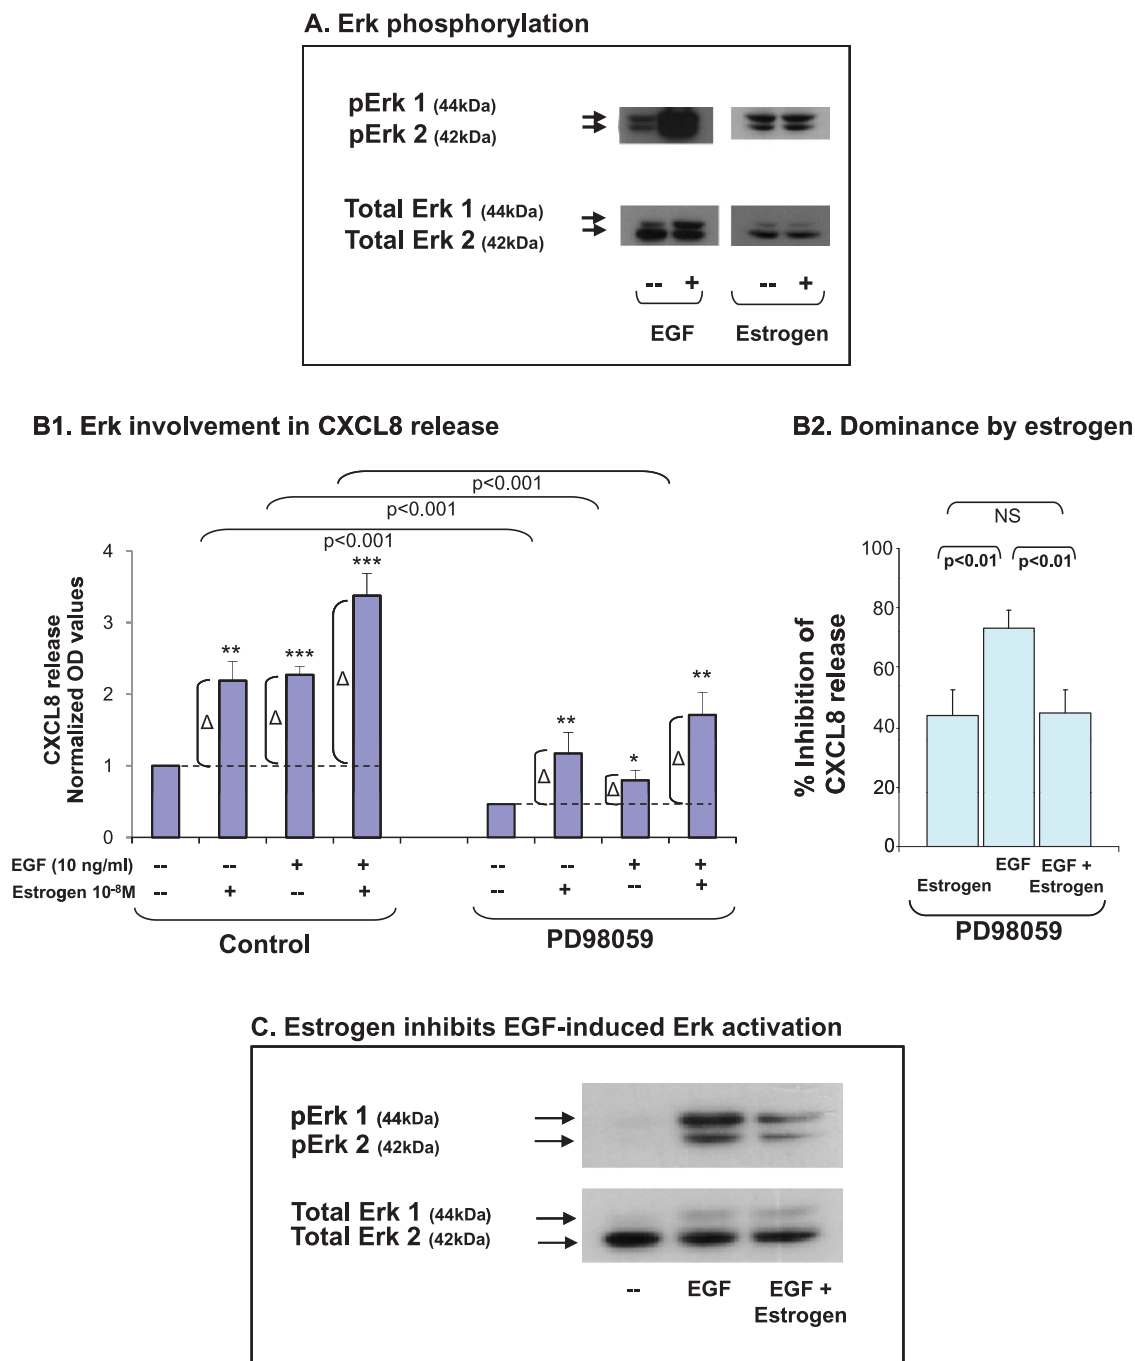 A. Erk phosphorylation
pErk 1 (44kDa)
pErk 2 (42kDa)
Total Erk 1 (44kDa)
Total Erk 2 (42kDa)
-- + -- +
EGF Estrogen
B1. Erk involvement in CXCL8 release
p<0.001
p<0.001
p<0.001
CXCL8 release
Normalized OD values
4
3
2
1
0
** *** *** ** * **
Δ Δ Δ Δ Δ Δ
EGF (10 ng/ml) -- -- + + -- -- + +
Estrogen 10⁻⁸M -- + -- + -- + -- +
Control PD98059
B2. Dominance by estrogen
NS
p<0.01 p<0.01
% Inhibition of
CXCL8 release
100
80
60
40
20
0
Estrogen EGF EGF +
Estrogen
PD98059
C. Estrogen inhibits EGF-induced Erk activation
pErk 1 (44kDa)
pErk 2 (42kDa)
Total Erk 1 (44kDa)
Total Erk 2 (42kDa)
-- EGF EGF +
Estrogen